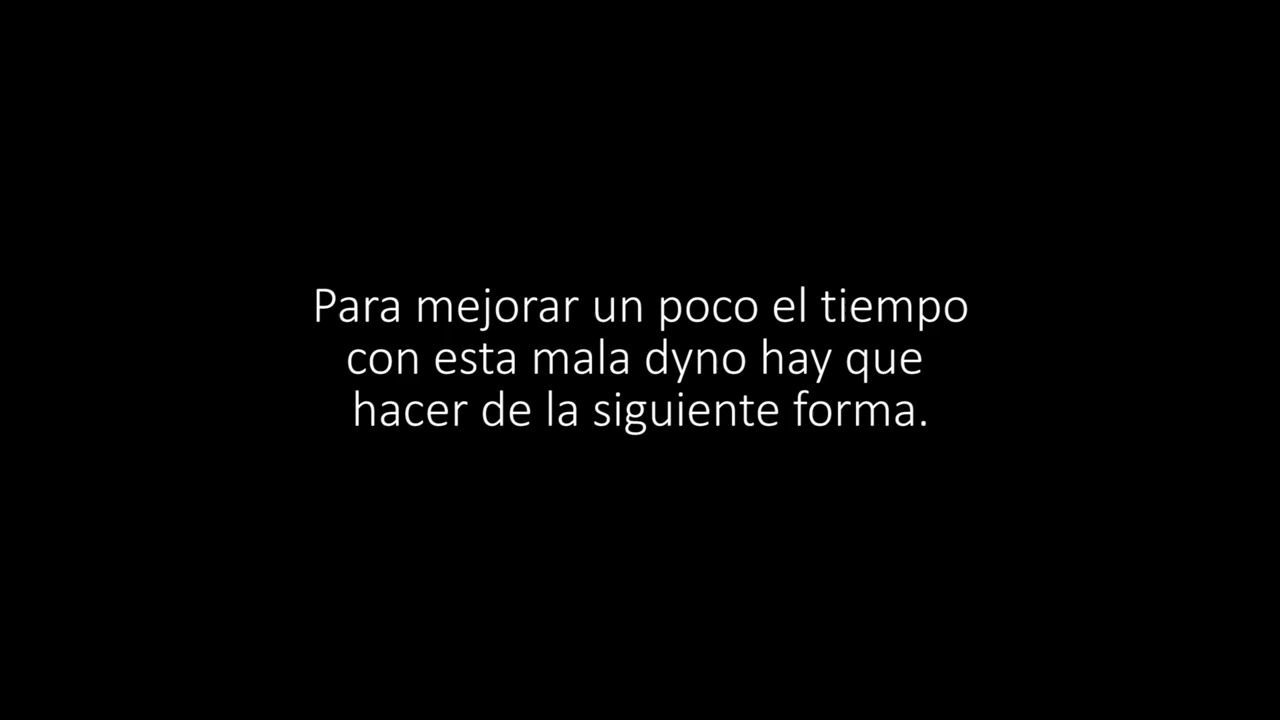 Para mejorar un poco el tiempo
con esta mala dyno hay que
hacer de la siguiente forma.